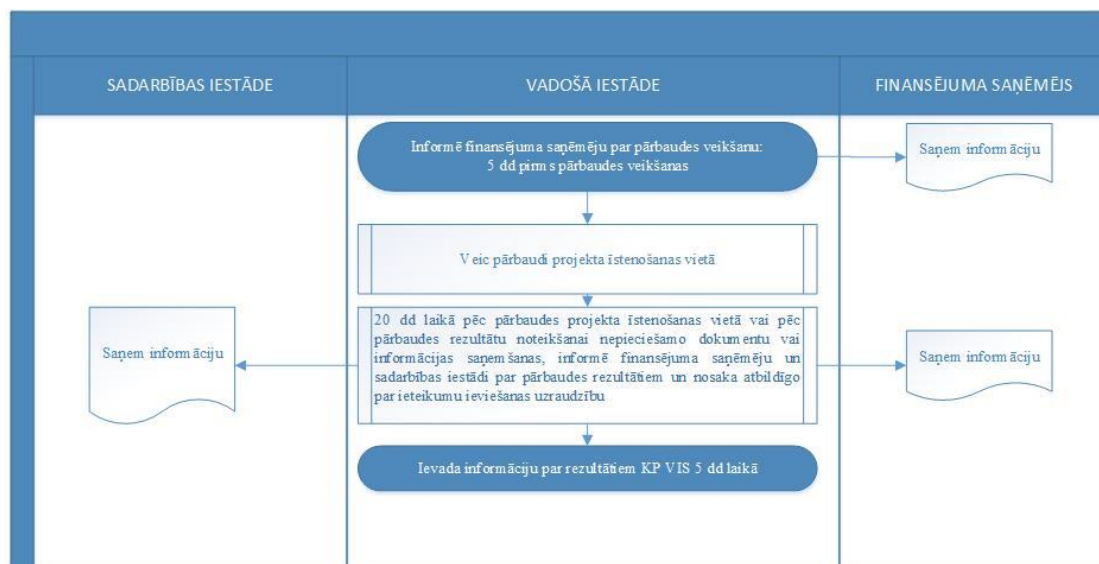 SADARBĪBAS IESTĀDE
VADOŠĀ IESTĀDE
FINANSĒJUMA SAŅĒMĒJS
Informē finansējuma saņēmēju par pārbaudes veikšanu:
5 dd pirms pārbaudes veikšanas
Saņem informāciju
Veic pārbaudi projekta īstenošanas vietā
Saņem informāciju
20 dd laikā pēc pārbaudes projekta īstenošanas vietā vai pēc
pārbaudes rezultātu noteikšanai nepieciešamo dokumentu vai
informācijas saņemšanas, informē finansējuma saņēmēju un
sadarbības iestādi par pārbaudes rezultātiem un nosaka atbildīgo
par ieteikumu ieviešanas uzraudzību
Saņem informāciju
Ievada informāciju par rezultātiem KP VIS 5 dd laikā